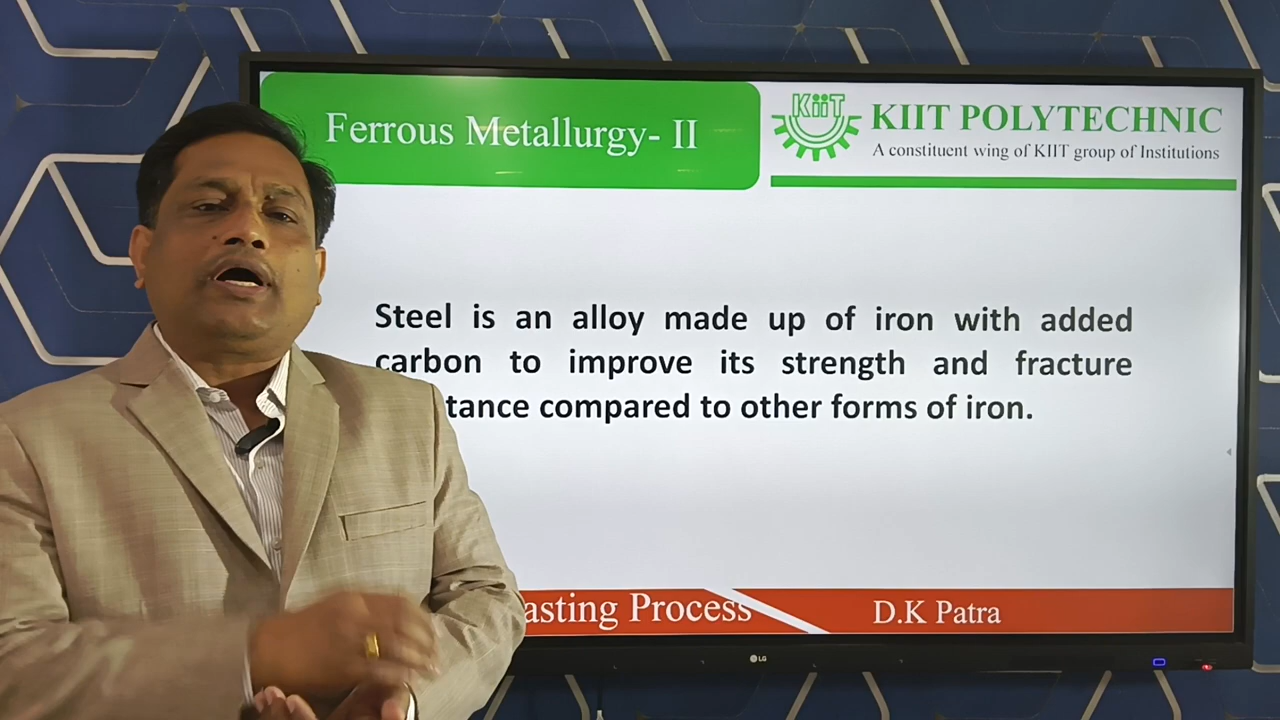 Ferrous Metallurgy- II
KiiT
KIIT POLYTECHNIC
A constituent wing of KIIT group of Institutions
Steel is an alloy made up of iron with added
carbon to improve its strength and fracture
compared to other forms of iron.
Process
D.K Patra
LG